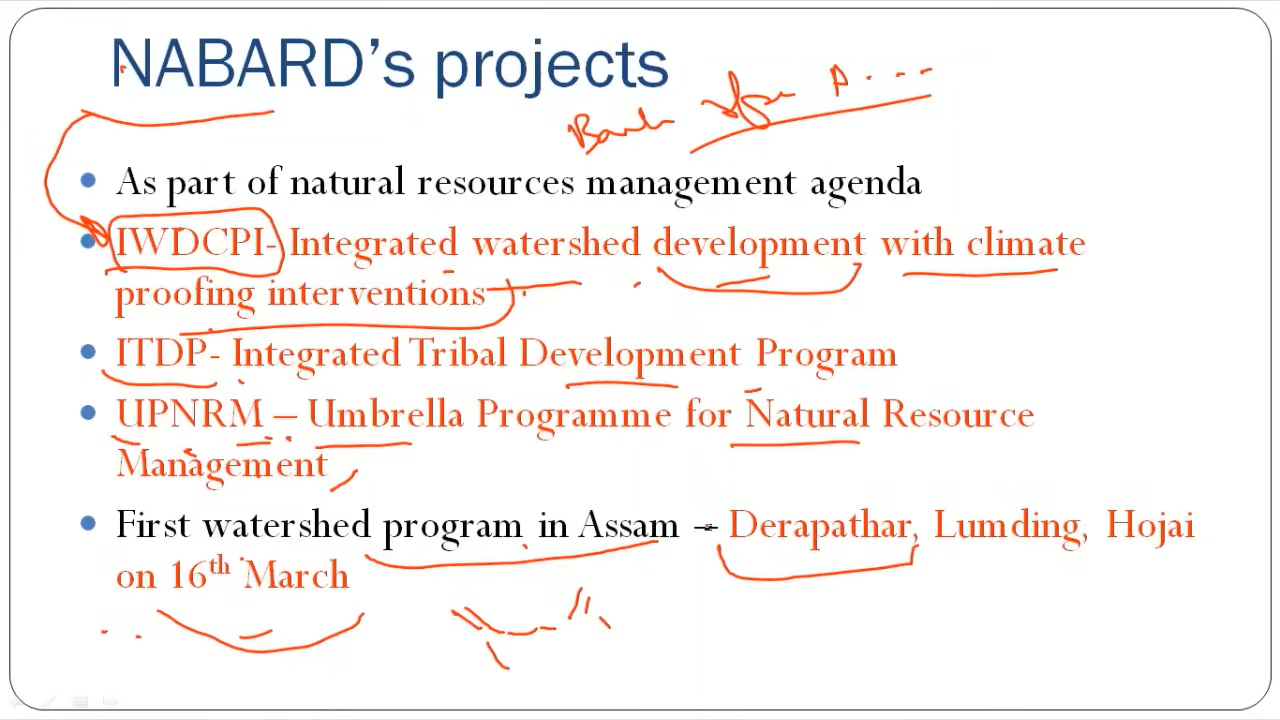 NABARD's projects
Bank for A....
• As part of natural resources management agenda
• IWDCPI- Integrated watershed development with climate
proofing interventions
• ITDP- Integrated Tribal Development Program
• UPNRM – Umbrella Programme for Natural Resource
Management
• First watershed program in Assam – Derapathar, Lumding, Hojai
on 16th March